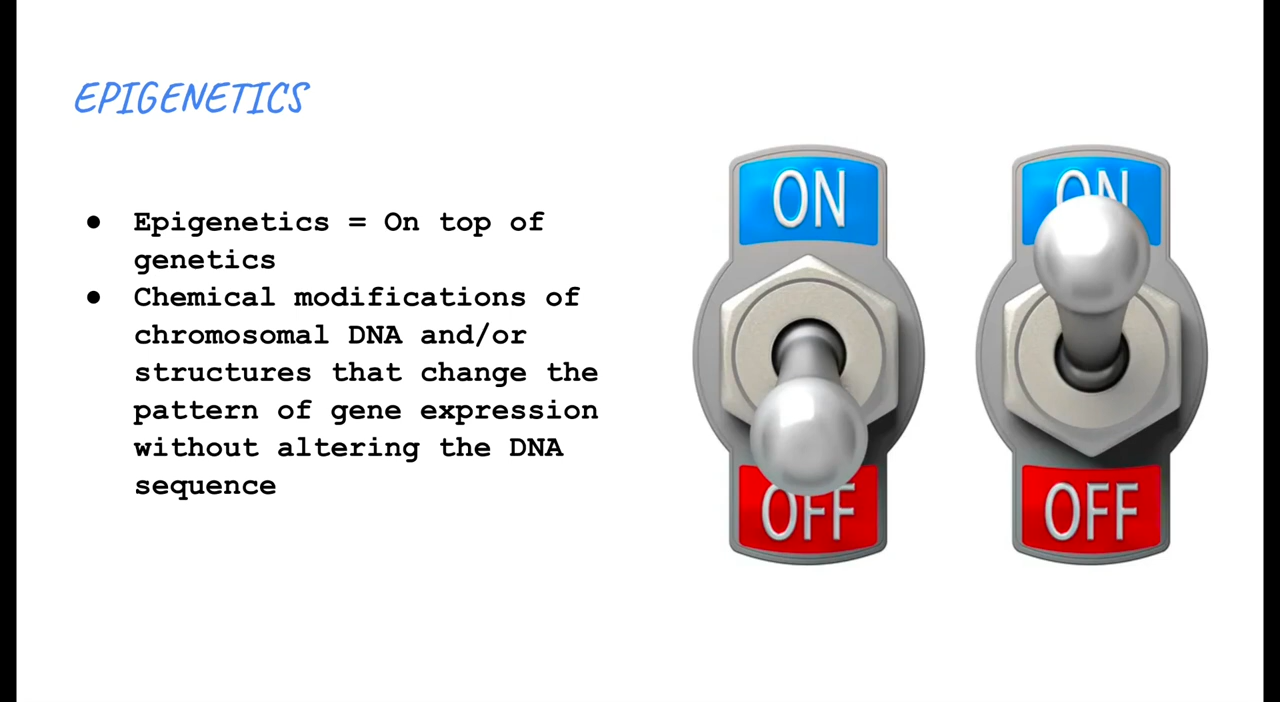 EPIGENETICS
● Epigenetics = On top of
genetics
● Chemical modifications of
chromosomal DNA and/or
structures that change the
pattern of gene expression
without altering the DNA
sequence
ON
OFF
ON
OFF